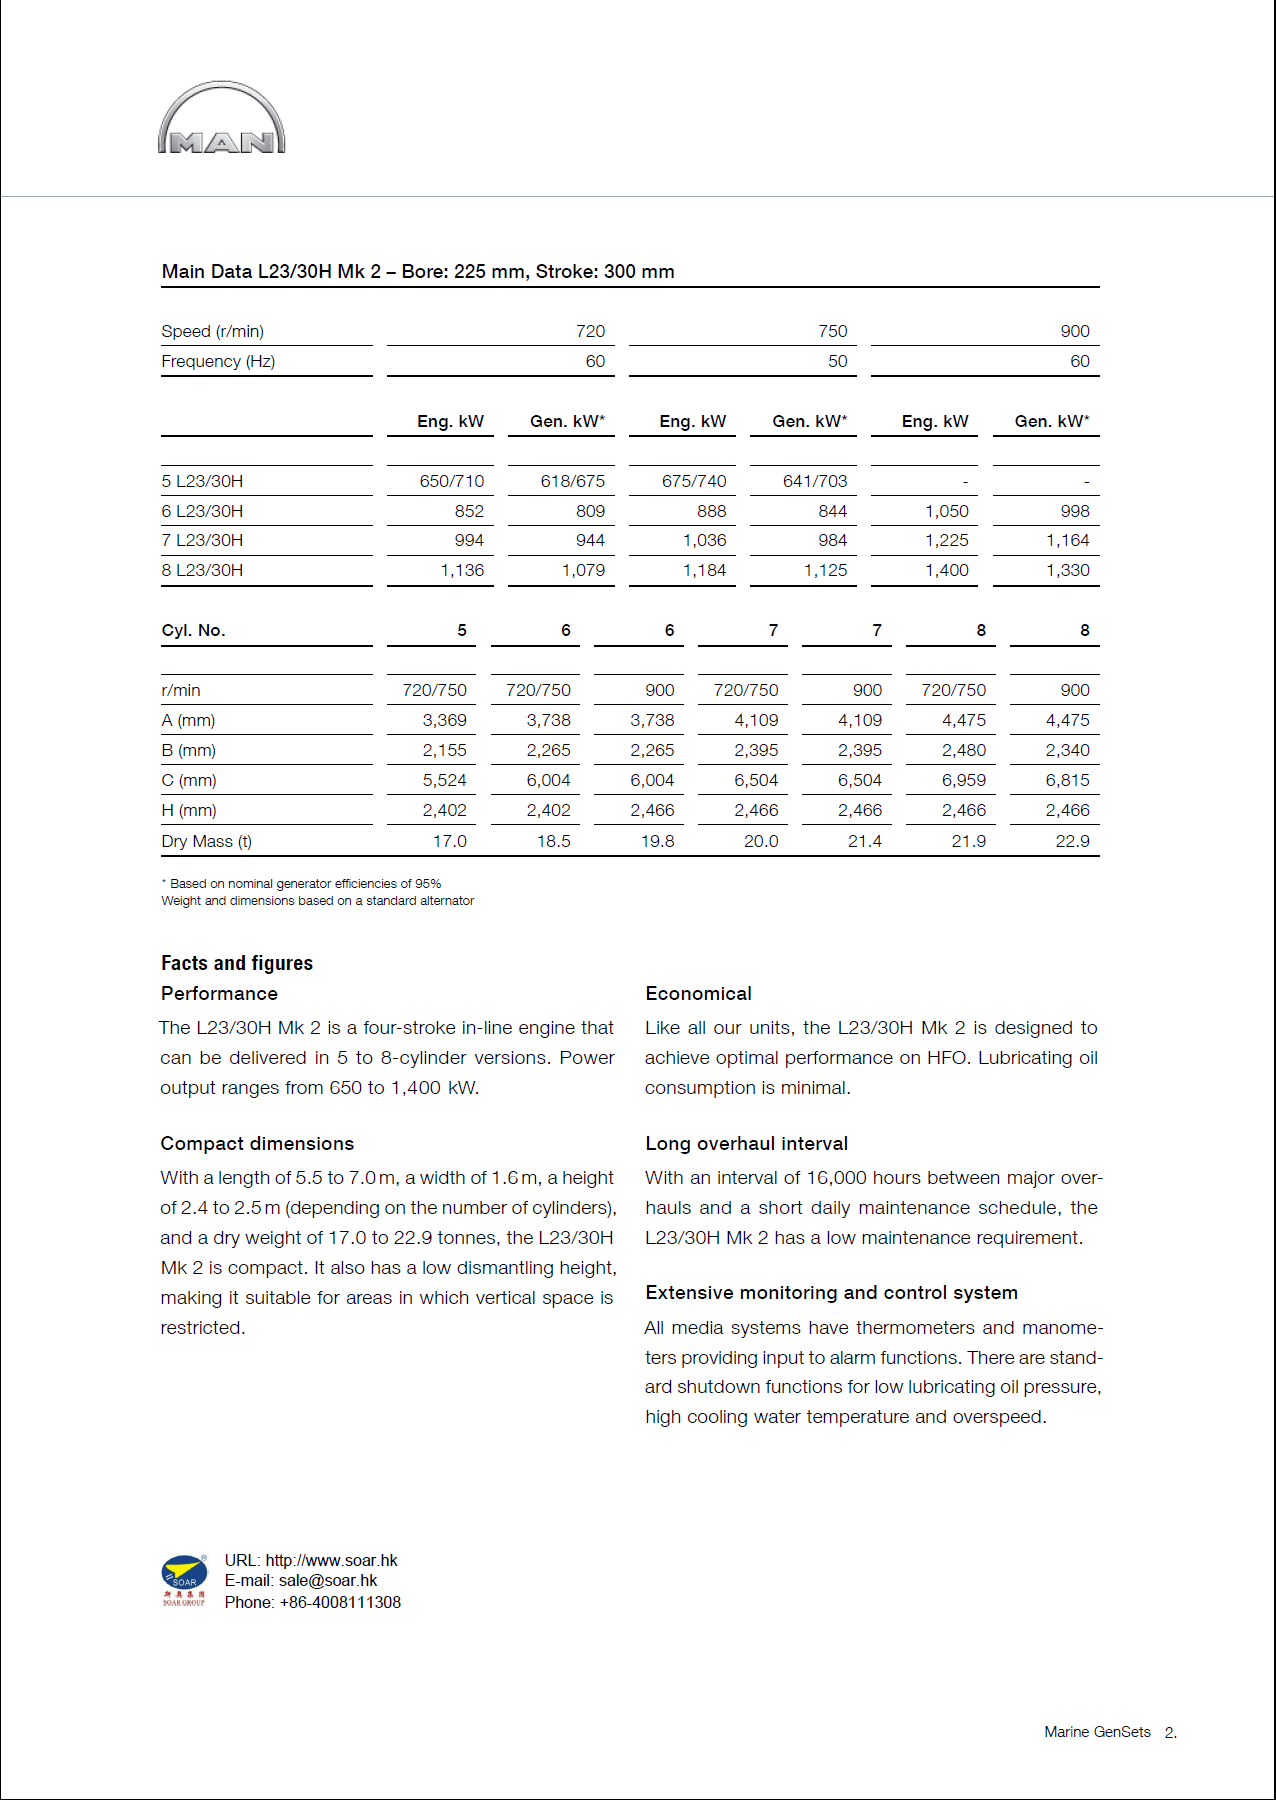 MAN
Main Data L23/30H Mk 2 – Bore: 225 mm, Stroke: 300 mm
Speed (r/min) 720 750 900
Frequency (Hz) 60 50 60
Eng. kW Gen. kW* Eng. kW Gen. kW* Eng. kW Gen. kW*
5 L23/30H 650/710 618/675 675/740 641/703 - -
6 L23/30H 852 809 888 844 1,050 998
7 L23/30H 994 944 1,036 984 1,225 1,164
8 L23/30H 1,136 1,079 1,184 1,125 1,400 1,330
Cyl. No. 5 6 6 7 7 8 8
r/min 720/750 720/750 900 720/750 900 720/750 900
A (mm) 3,369 3,738 3,738 4,109 4,109 4,475 4,475
B (mm) 2,155 2,265 2,265 2,395 2,395 2,480 2,340
C (mm) 5,524 6,004 6,004 6,504 6,504 6,959 6,815
H (mm) 2,402 2,402 2,466 2,466 2,466 2,466 2,466
Dry Mass (t) 17.0 18.5 19.8 20.0 21.4 21.9 22.9
* Based on nominal generator efficiencies of 95%
Weight and dimensions based on a standard alternator
Facts and figures
Performance
The L23/30H Mk 2 is a four-stroke in-line engine that
can be delivered in 5 to 8-cylinder versions. Power
output ranges from 650 to 1,400 kW.
Compact dimensions
With a length of 5.5 to 7.0 m, a width of 1.6 m, a height
of 2.4 to 2.5 m (depending on the number of cylinders),
and a dry weight of 17.0 to 22.9 tonnes, the L23/30H
Mk 2 is compact. It also has a low dismantling height,
making it suitable for areas in which vertical space is
restricted.
Economical
Like all our units, the L23/30H Mk 2 is designed to
achieve optimal performance on HFO. Lubricating oil
consumption is minimal.
Long overhaul interval
With an interval of 16,000 hours between major over-
hauls and a short daily maintenance schedule, the
L23/30H Mk 2 has a low maintenance requirement.
Extensive monitoring and control system
All media systems have thermometers and manome-
ters providing input to alarm functions. There are stand-
ard shutdown functions for low lubricating oil pressure,
high cooling water temperature and overspeed.
SOAR ®
斯奥集团
SOAR GROUP
URL: http://www.soar.hk
E-mail: sale@soar.hk
Phone: +86-4008111308
Marine GenSets 2.